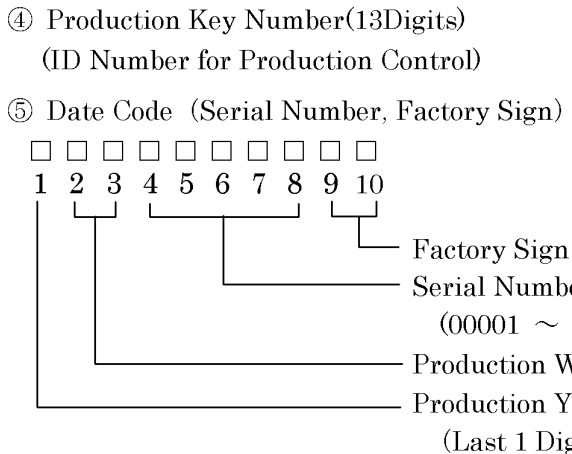 ④ Production Key Number(13Digits)
(ID Number for Production Control)
⑤ Date Code (Serial Number, Factory Sign)
□ □ □ □ □ □ □ □ □ □
1 2 3 4 5 6 7 8 9 10
Factory Sign
Serial
(00001 ～
Production
Production
(Last 1